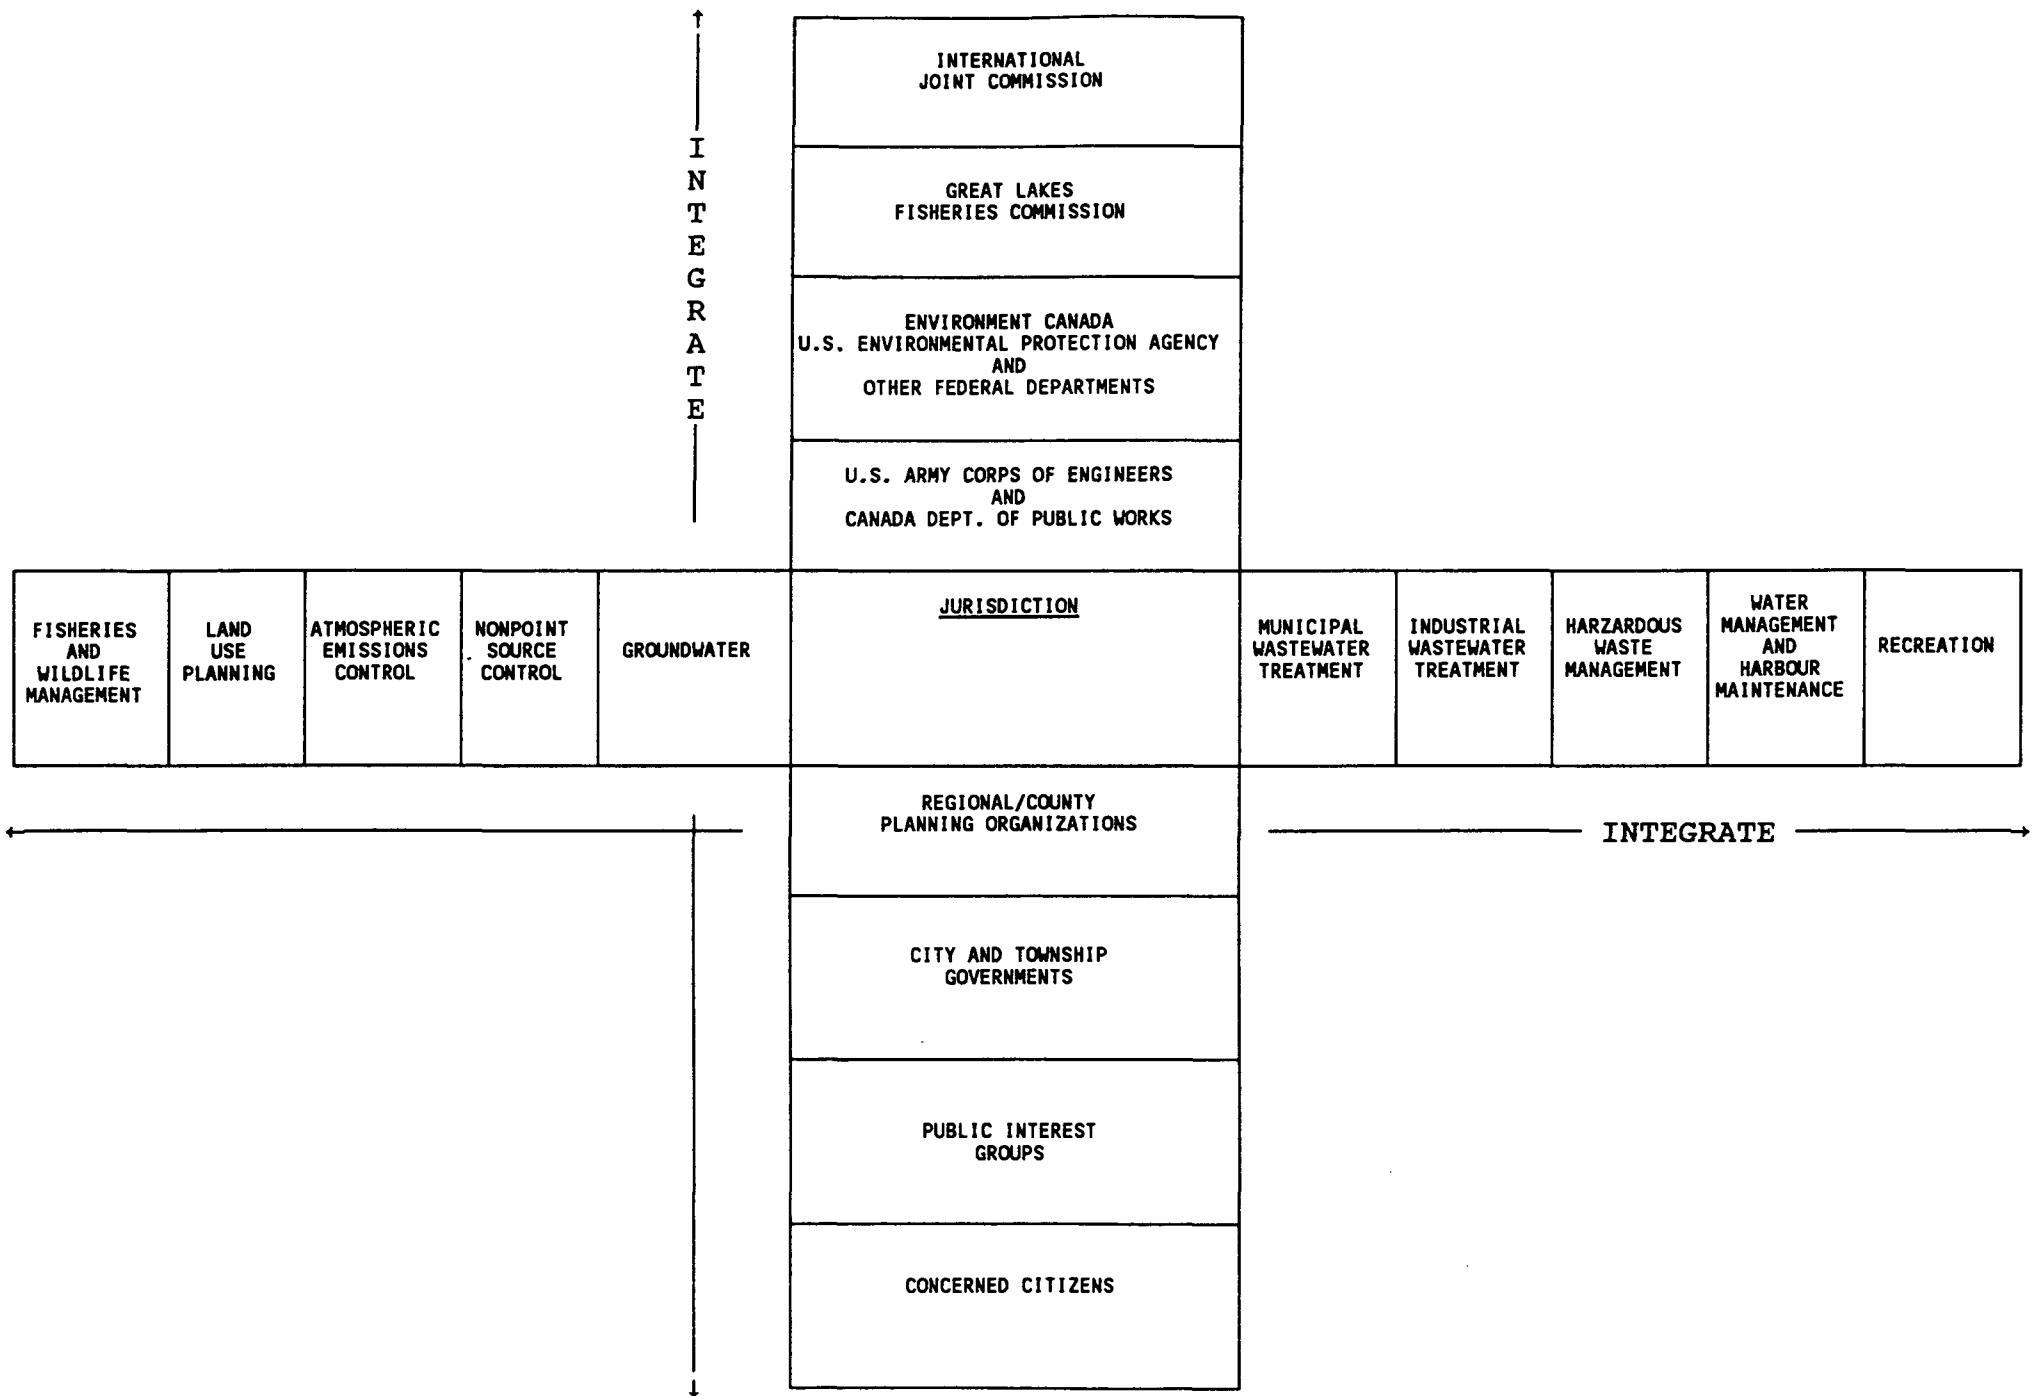 INTERNATIONAL
JOINT COMMISSION
GREAT LAKES
FISHERIES COMMISSION
INTEGRATE
ENVIRONMENT CANADA
U.S. ENVIRONMENTAL PROTECTION AGENCY
AND
OTHER FEDERAL DEPARTMENTS
U.S. ARMY CORPS OF ENGINEERS
AND
CANADA DEPT. OF PUBLIC WORKS
FISHERIES
AND
WILDLIFE
MANAGEMENT
LAND
USE
PLANNING
ATMOSPHERIC
EMISSIONS
CONTROL
NONPOINT
SOURCE
CONTROL
GROUNDWATER
JURISDICTION
MUNICIPAL
WASTEWATER
TREATMENT
INDUSTRIAL
WASTEWATER
TREATMENT
HARZARDOUS
WASTE
MANAGEMENT
WATER
MANAGEMENT
AND
HARBOUR
MAINTENANCE
RECREATION
REGIONAL/COUNTY
PLANNING ORGANIZATIONS
INTEGRATE
CITY AND TOWNSHIP
GOVERNMENTS
PUBLIC INTEREST
GROUPS
CONCERNED CITIZENS